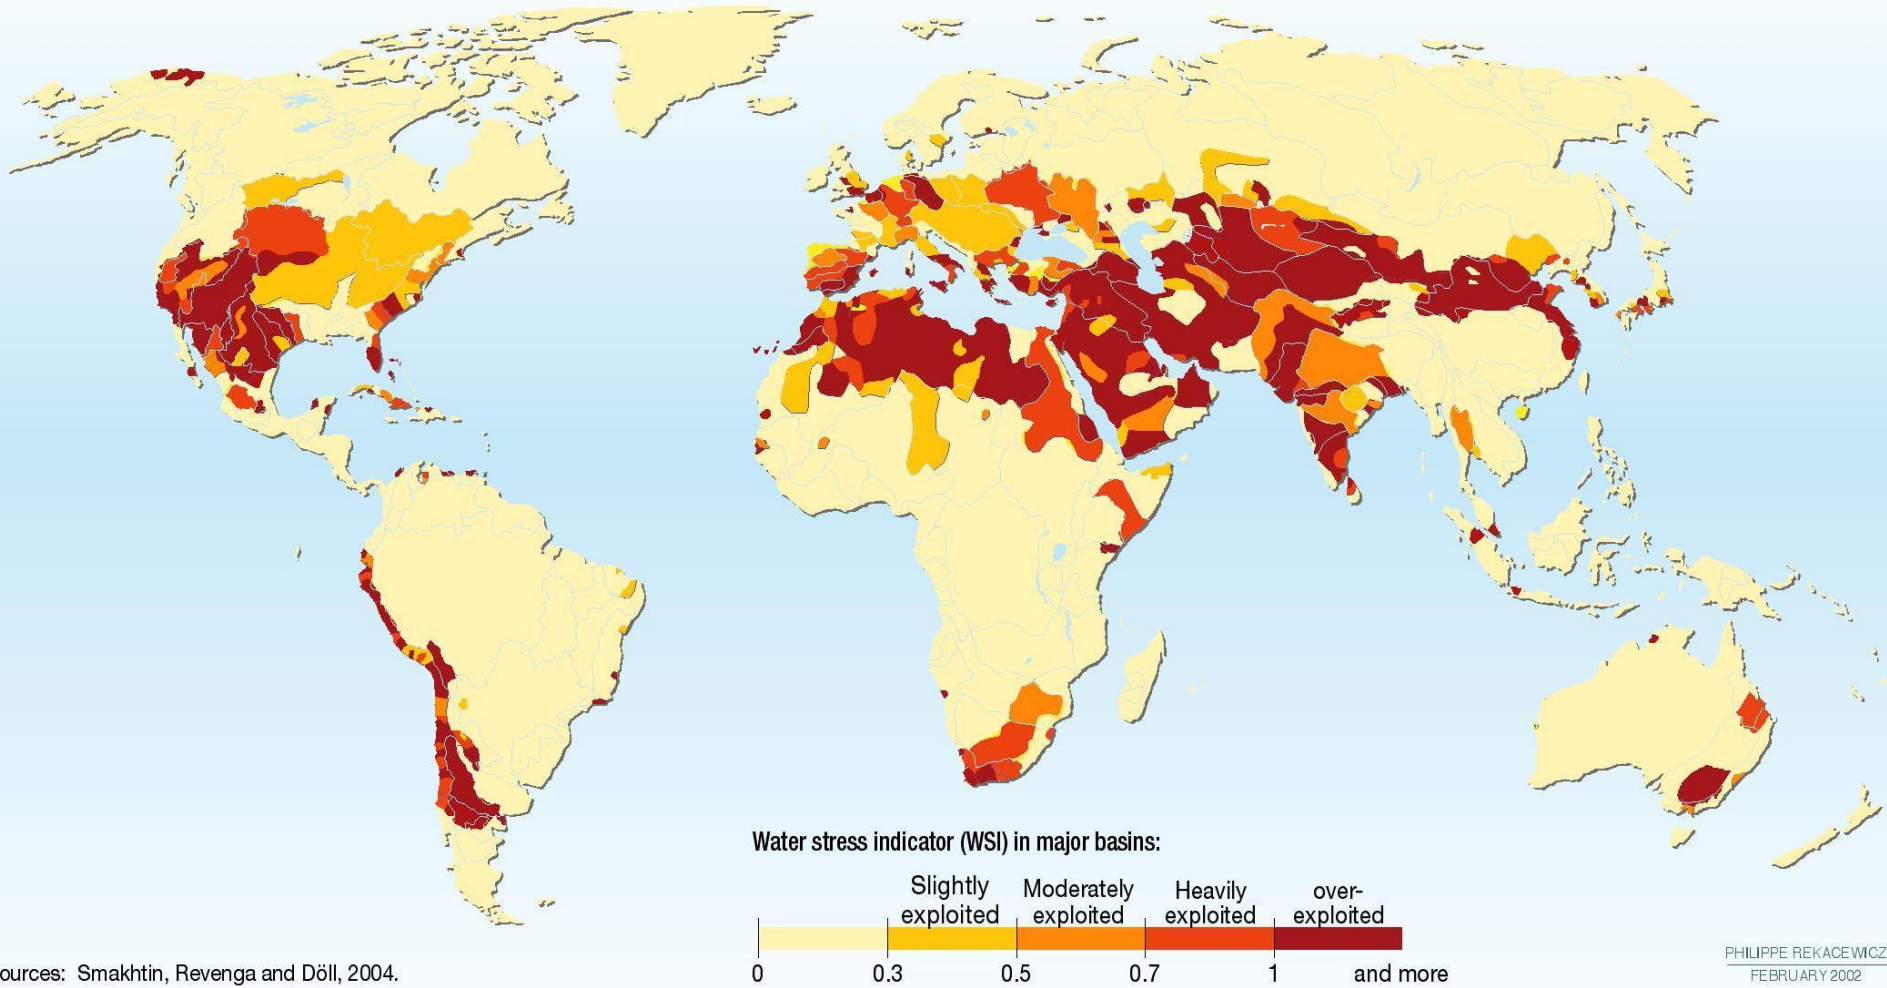 Water stress indicator (WSI) in major basins:
Slightly exploited
Moderately exploited
Heavily exploited
over-exploited
0
0.3
0.5
0.7
1
and more
ources: Smakhtin, Revenga and Döll, 2004.
PHILIPPE REKACEWICZ
FEBRUARY 2002